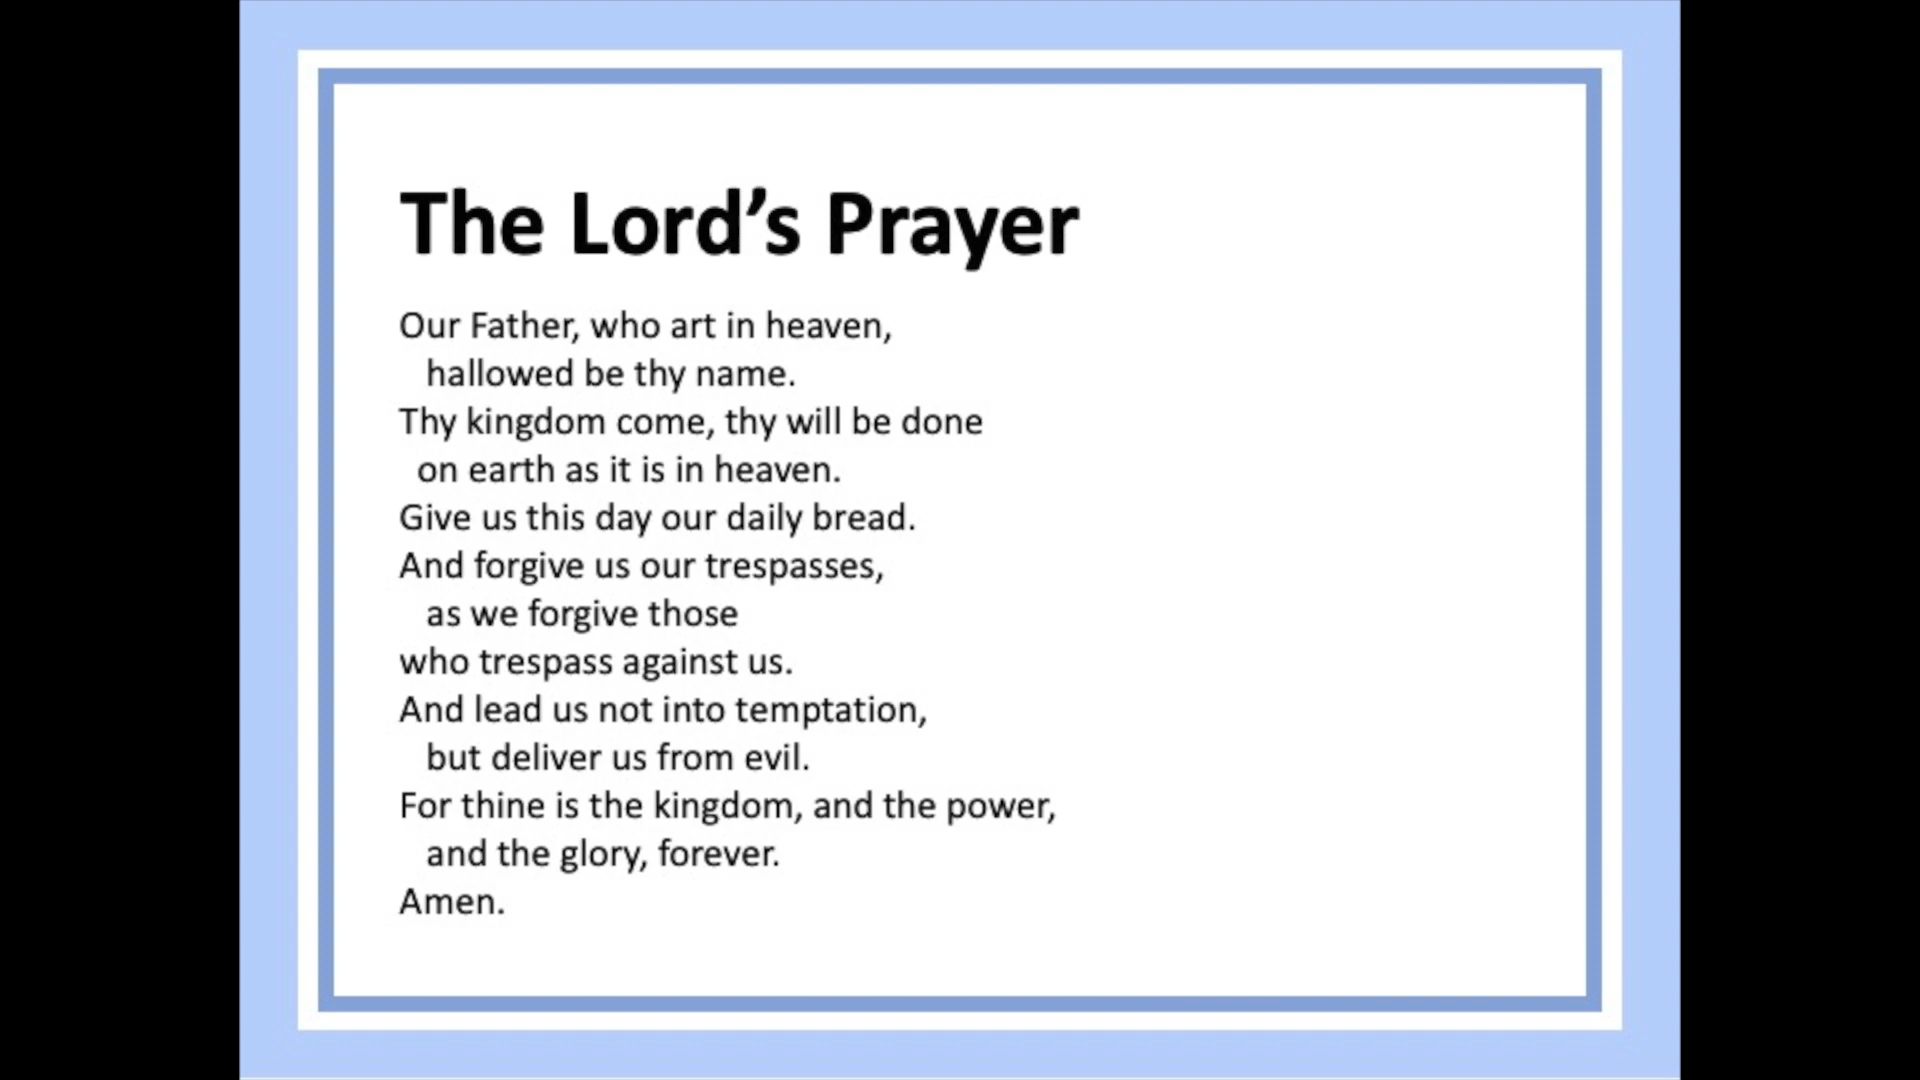 The Lord’s Prayer
Our Father, who art in heaven,
hallowed be thy name.
Thy kingdom come, thy will be done
on earth as it is in heaven.
Give us this day our daily bread.
And forgive us our trespasses,
as we forgive those
who trespass against us.
And lead us not into temptation,
but deliver us from evil.
For thine is the kingdom, and the power,
and the glory, forever.
Amen.